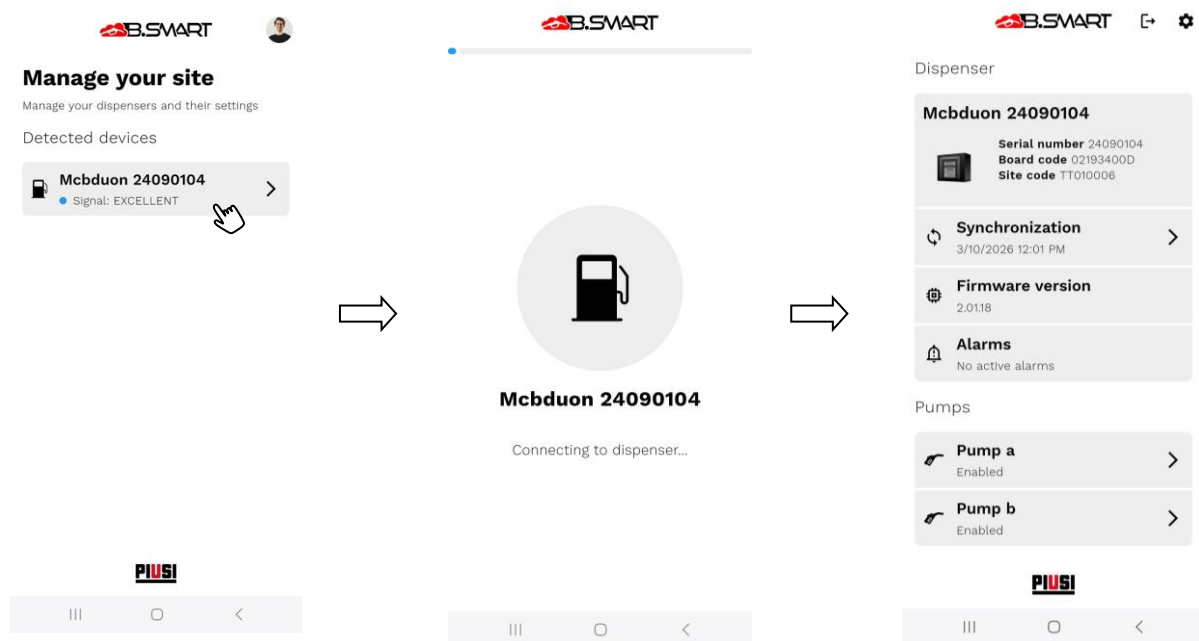 B.SMART
Manage your site
Manage your dispensers and their settings
Detected devices
Mcbduon 24090104
Signal: EXCELLENT
PIUSI
B.SMART
Mcbduon 24090104
Connecting to dispenser...
B.SMART
Dispenser
Mcbduon 24090104
Serial number 24090104
Board code 02193400D
Site code TT010006
Synchronization
3/10/2026 12:01 PM
Firmware version
2.01.18
Alarms
No active alarms
Pumps
Pump a
Enabled
Pump b
Enabled
PIUSI